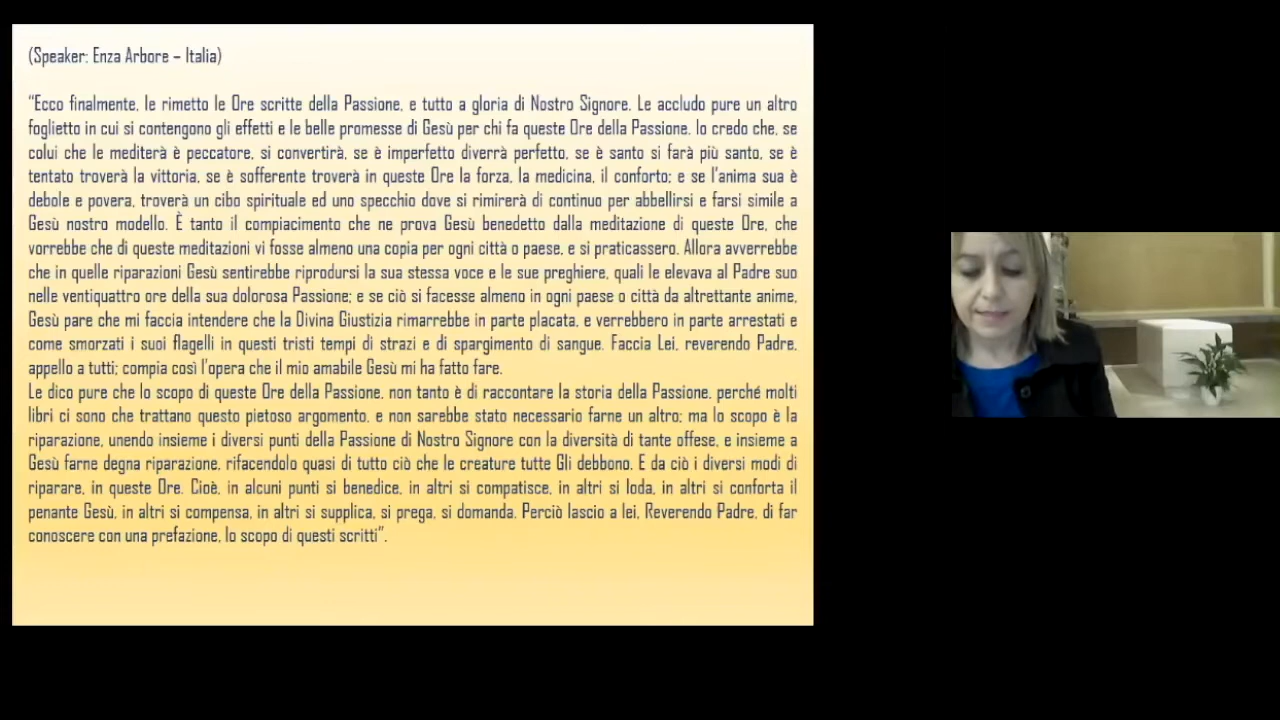 (Speaker: Enza Arbore – Italia)
“Ecco finalmente, le rimetto le Ore scritte della Passione, e tutto a gloria di Nostro Signore. Le accludo pure un altro
foglietto in cui si contengono gli effetti e le belle promesse di Gesù per chi fa queste Ore della Passione. Io credo che, se
colui che le mediterà è peccatore, si convertirà, se è imperfetto diverrà perfetto, se è santo si farà più santo, se è
tentato troverà la vittoria, se è sofferente troverà in queste Ore la forza, la medicina, il conforto; e se l’anima sua è
debole e povera, troverà un cibo spirituale ed uno specchio dove si rimirerà di continuo per abbellirsi e farsi simile a
Gesù nostro modello. È tanto il compiacimento che ne prova Gesù benedetto dalla meditazione di queste Ore, che
vorrebbe che di queste meditazioni vi fosse almeno una copia per ogni città o paese, e si praticassero. Allora avverrebbe
che in quelle riparazioni Gesù sentirebbe riprodursi la sua stessa voce e le sue preghiere, quali le elevava al Padre suo
nelle ventiquattro ore della sua dolorosa Passione; e se ciò si facesse almeno in ogni paese o città da altrettante anime,
Gesù pare che mi faccia intendere che la Divina Giustizia rimarrebbe in parte placata, e verrebbero in parte arrestati e
come smorzati i suoi flagelli in questi tristi tempi di strazi e di spargimento di sangue. Faccia Lei, reverendo Padre,
appello a tutti; compia così l’opera che il mio amabile Gesù mi ha fatto fare.
Le dico pure che lo scopo di queste Ore della Passione, non tanto è di raccontare la storia della Passione, perché molti
libri ci sono che trattano questo pietoso argomento, e non sarebbe stato necessario farne un altro; ma lo scopo è la
riparazione, unendo insieme i diversi punti della Passione di Nostro Signore con la diversità di tante offese, e insieme a
Gesù farne degna riparazione, rifacendolo quasi di tutto ciò che le creature tutte Gli debbono. E da ciò i diversi modi di
riparare, in queste Ore. Cioè, in alcuni punti si benedice, in altri si compatisce, in altri si loda, in altri si conforta il
penante Gesù, in altri si compensa, in altri si supplica, si prega, si domanda. Perciò lascio a lei, Reverendo Padre, di far
conoscere con una prefazione, lo scopo di questi scritti”.